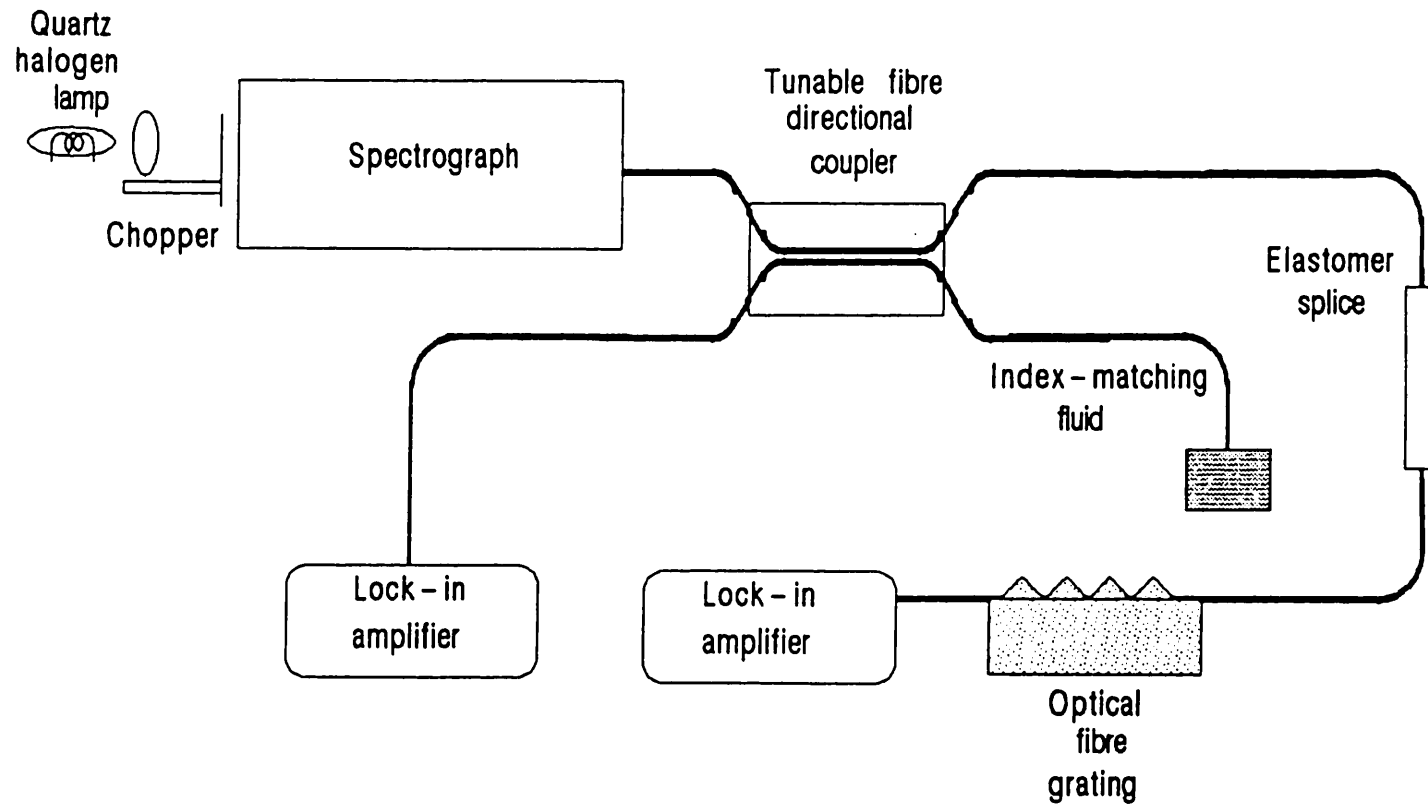 Quartz
halogen
lamp
Chopper
Spectrograph
Tunable fibre
directional
coupler
Elastomer
splice
Index-matching
fluid
Lock-in
amplifier
Lock-in
amplifier
Optical
fibre
grating